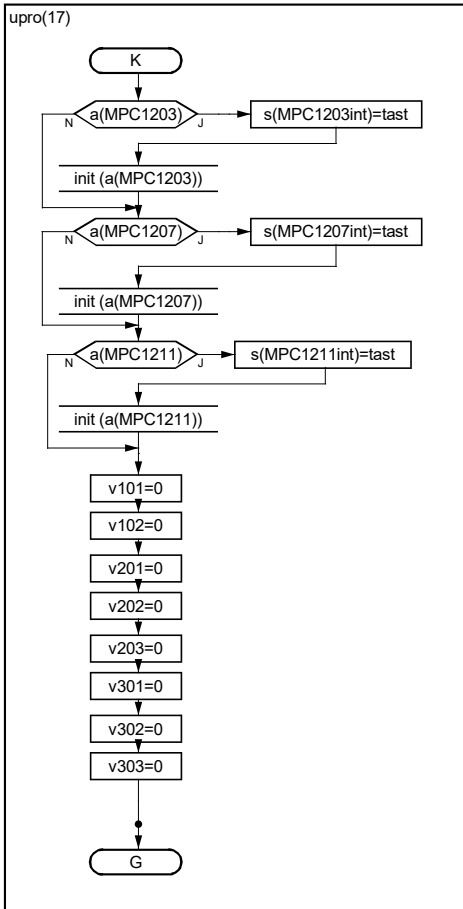 upro(17)
K
a(MPC1203)
N
J
s(MPC1203int)=tast
init (a(MPC1203))
a(MPC1207)
N
J
s(MPC1207int)=tast
init (a(MPC1207))
a(MPC1211)
N
J
s(MPC1211int)=tast
init (a(MPC1211))
v101=0
v102=0
v201=0
v202=0
v203=0
v301=0
v302=0
v303=0
G